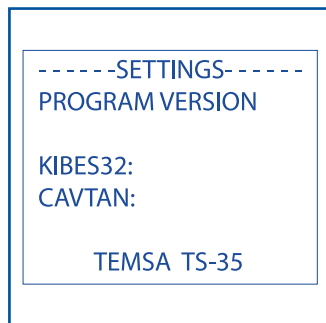 ------SETTINGS------
PROGRAM VERSION
KIBES32:
CAVTAN:
TEMSA TS-35